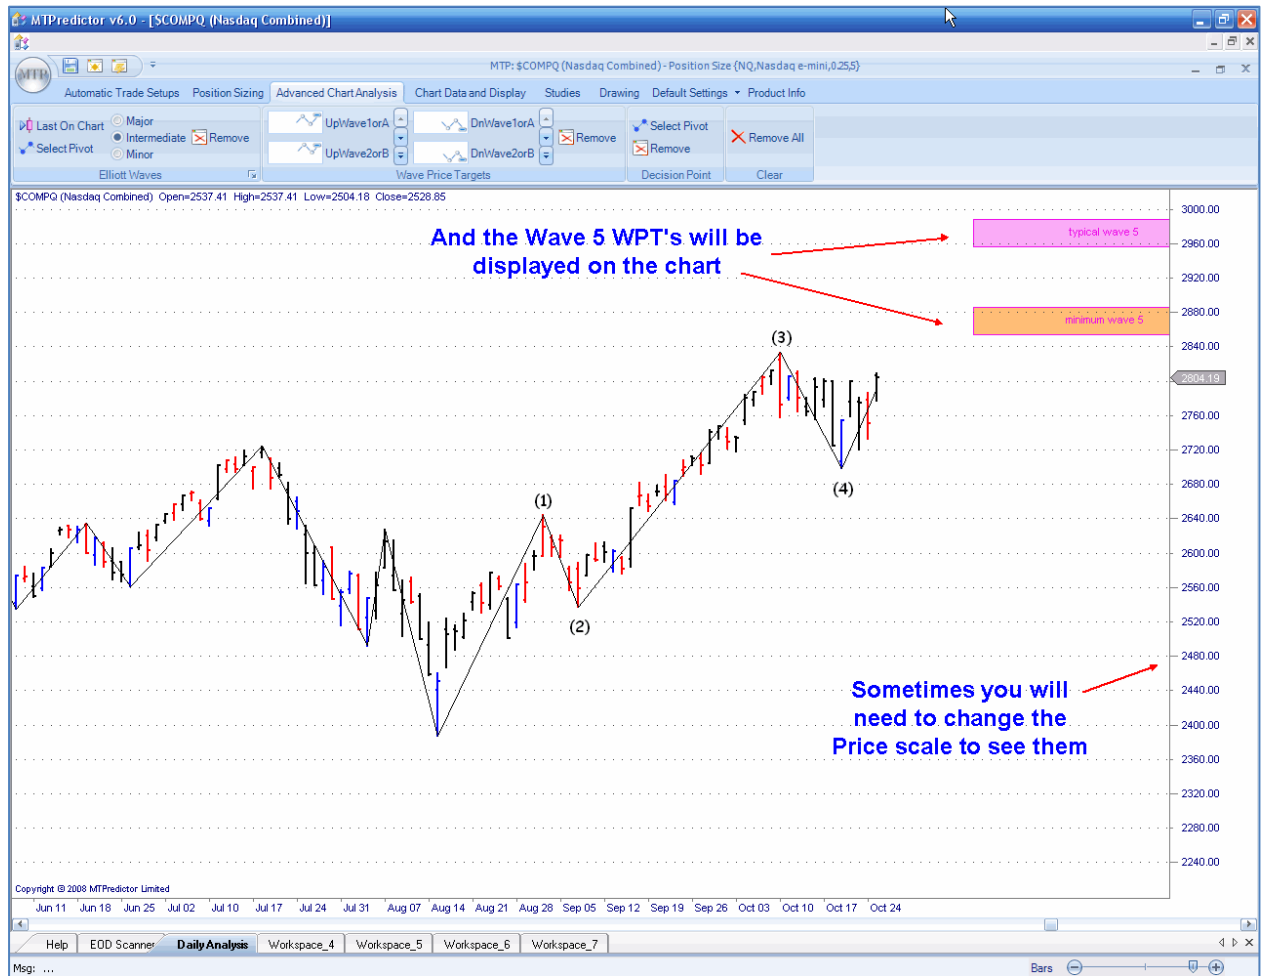 MTPredictor v6.0 - [$COMPQ (Nasdaq Combined)]
MTP
MTP: $COMPQ (Nasdaq Combined) - Position Size {NQ,Nasdaq e-mini,0.25,5}
Automatic Trade Setups Position Sizing Advanced Chart Analysis Chart Data and Display Studies Drawing Default Settings Product Info
Last On Chart
Select Pivot
Major
Intermediate
Minor
Remove
Elliott Waves
UpWave1orA
UpWave2orB
DnWave1orA
DnWave2orB
Remove
Wave Price Targets
Select Pivot
Remove
Decision Point
Remove All
Clear
$COMPQ (Nasdaq Combined) Open=2537.41 High=2537.41 Low=2504.18 Close=2528.85
And the Wave 5 WPT's will be
displayed on the chart
typical wave 5
minimum wave 5
(3)
(4)
(1)
(2)
Sometimes you will
need to change the
Price scale to see them
3000.00
2960.00
2920.00
2880.00
2840.00
2804.19
2760.00
2720.00
2680.00
2640.00
2600.00
2560.00
2520.00
2480.00
2440.00
2400.00
2360.00
2320.00
2280.00
2240.00
Copyright © 2008 MTPredictor Limited
Jun 11 Jun 18 Jun 25 Jul 02 Jul 10 Jul 17 Jul 24 Jul 31 Aug 07 Aug 14 Aug 21 Aug 28 Sep 05 Sep 12 Sep 19 Sep 26 Oct 03 Oct 10 Oct 17 Oct 24
Help EOD Scanner Daily Analysis Workspace_4 Workspace_5 Workspace_6 Workspace_7
Msg: ...
Bars